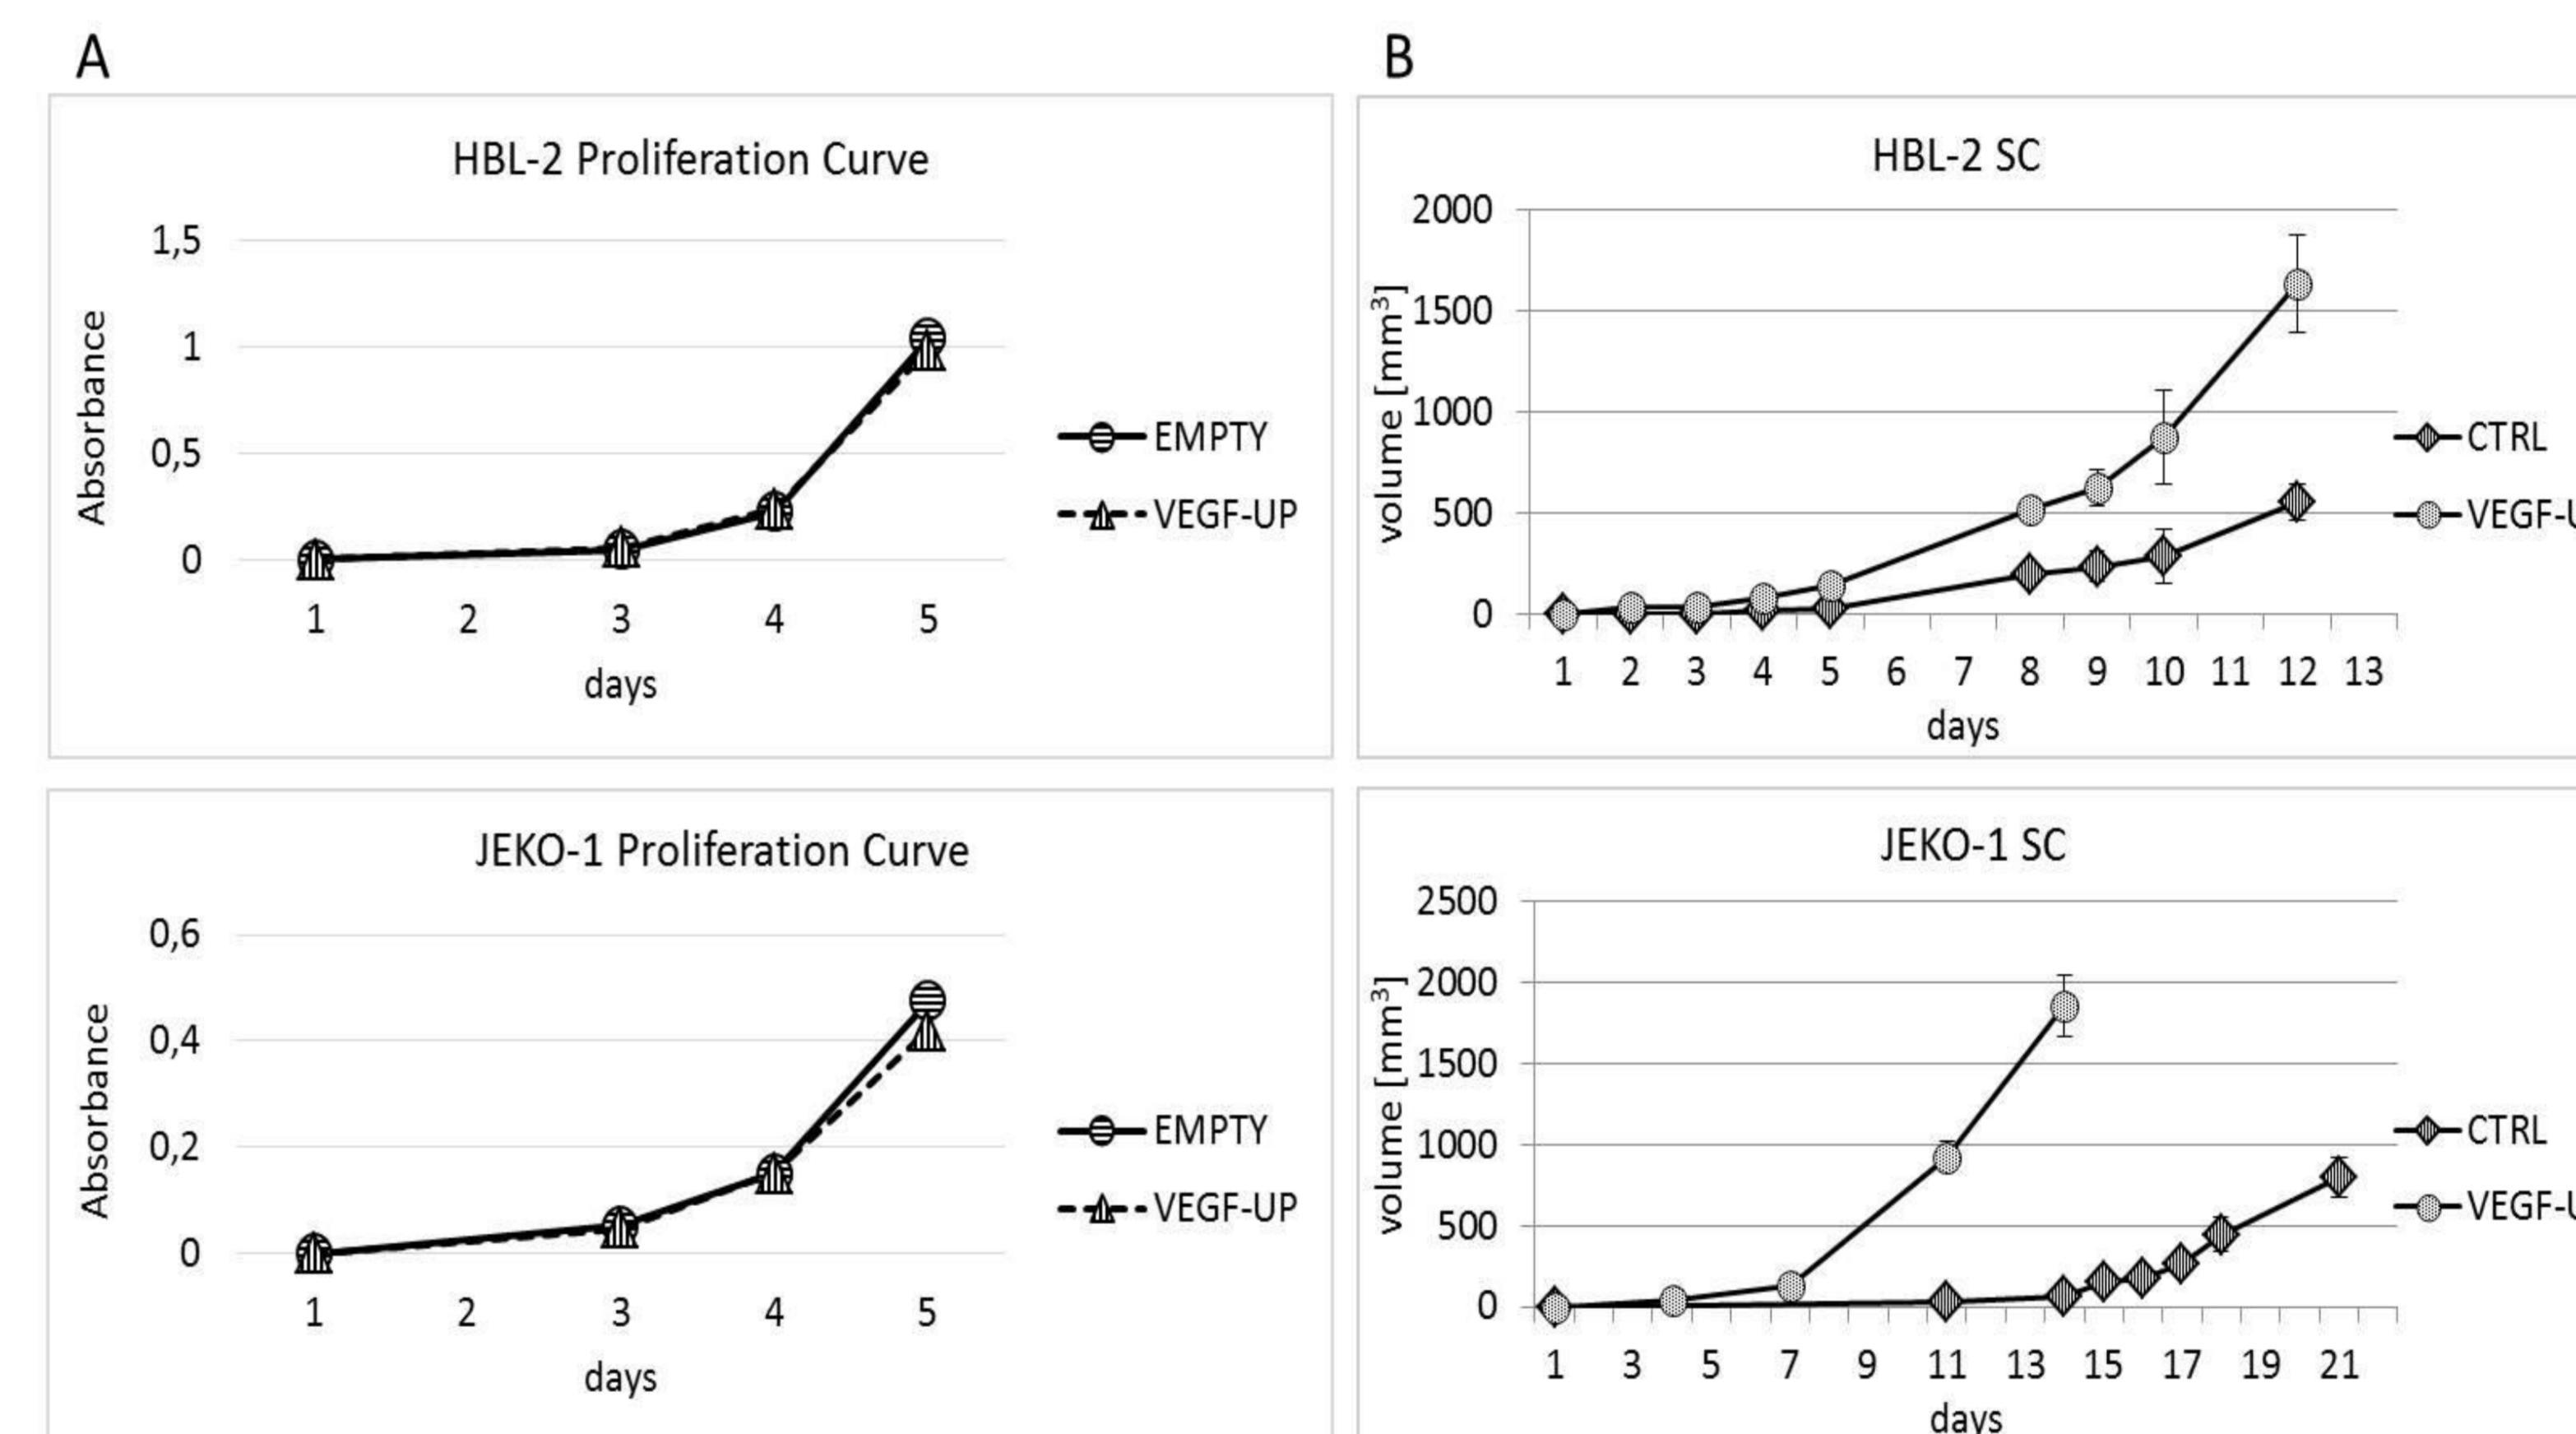 A
HBL-2 Proliferation Curve
1,5
1
0,5
0
Absorbance
1 2 3 4 5
days
EMPTY
VEGF-UP
B
HBL-2 SC
2000
1500
1000
500
0
volume [mm³]
1 2 3 4 5 6 7 8 9 10 11 12 13
days
CTRL
VEGF-U
JEKO-1 Proliferation Curve
0,6
0,4
0,2
0
Absorbance
1 2 3 4 5
days
EMPTY
VEGF-UP
JEKO-1 SC
2500
2000
1500
1000
500
0
volume [mm³]
1 3 5 7 9 11 13 15 17 19 21
days
CTRL
VEGF-U